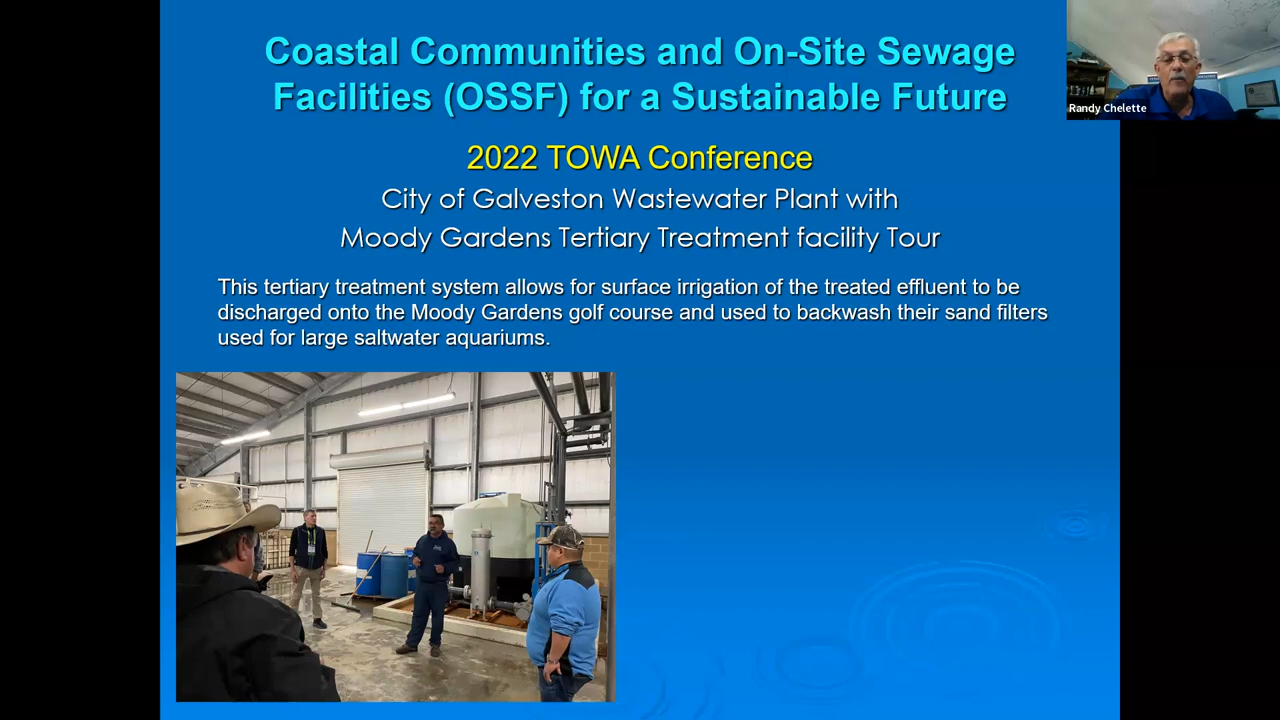 Coastal Communities and On-Site Sewage
Facilities (OSSF) for a Sustainable Future
Randy Chelette
2022 TOWA Conference
City of Galveston Wastewater Plant with
Moody Gardens Tertiary Treatment facility Tour
This tertiary treatment system allows for surface irrigation of the treated effluent to be
discharged onto the Moody Gardens golf course and used to backwash their sand filters
used for large saltwater aquariums.